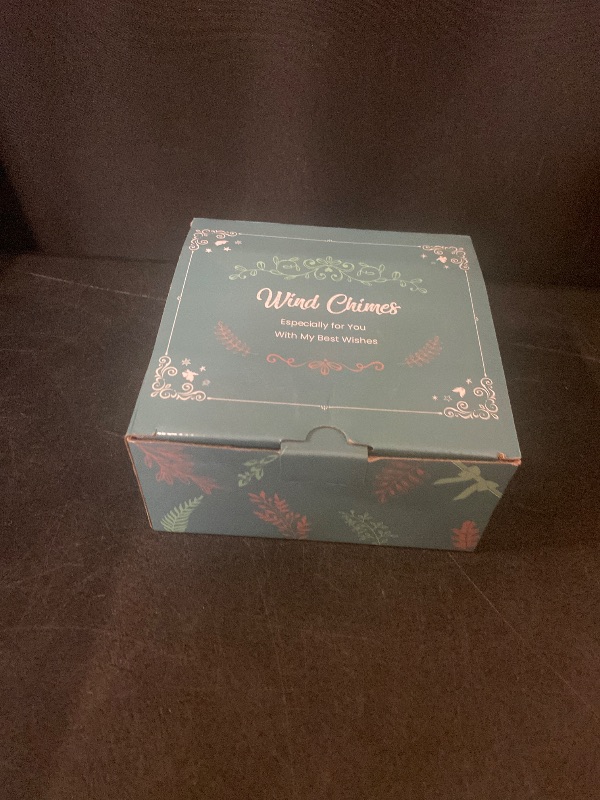 Wind Chimes
Especially for You
With My Best Wishes